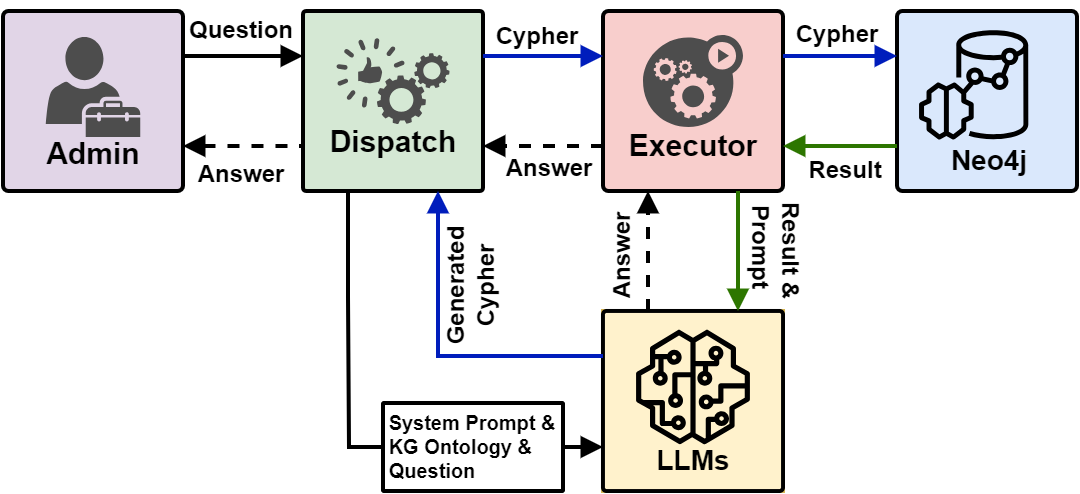 Question
Cypher
Cypher
Admin
Dispatch
Executor
Neo4j
Answer
Answer
Result
Generated
Cypher
Answer
Result &
Prompt
System Prompt &
KG Ontology &
Question
LLMs